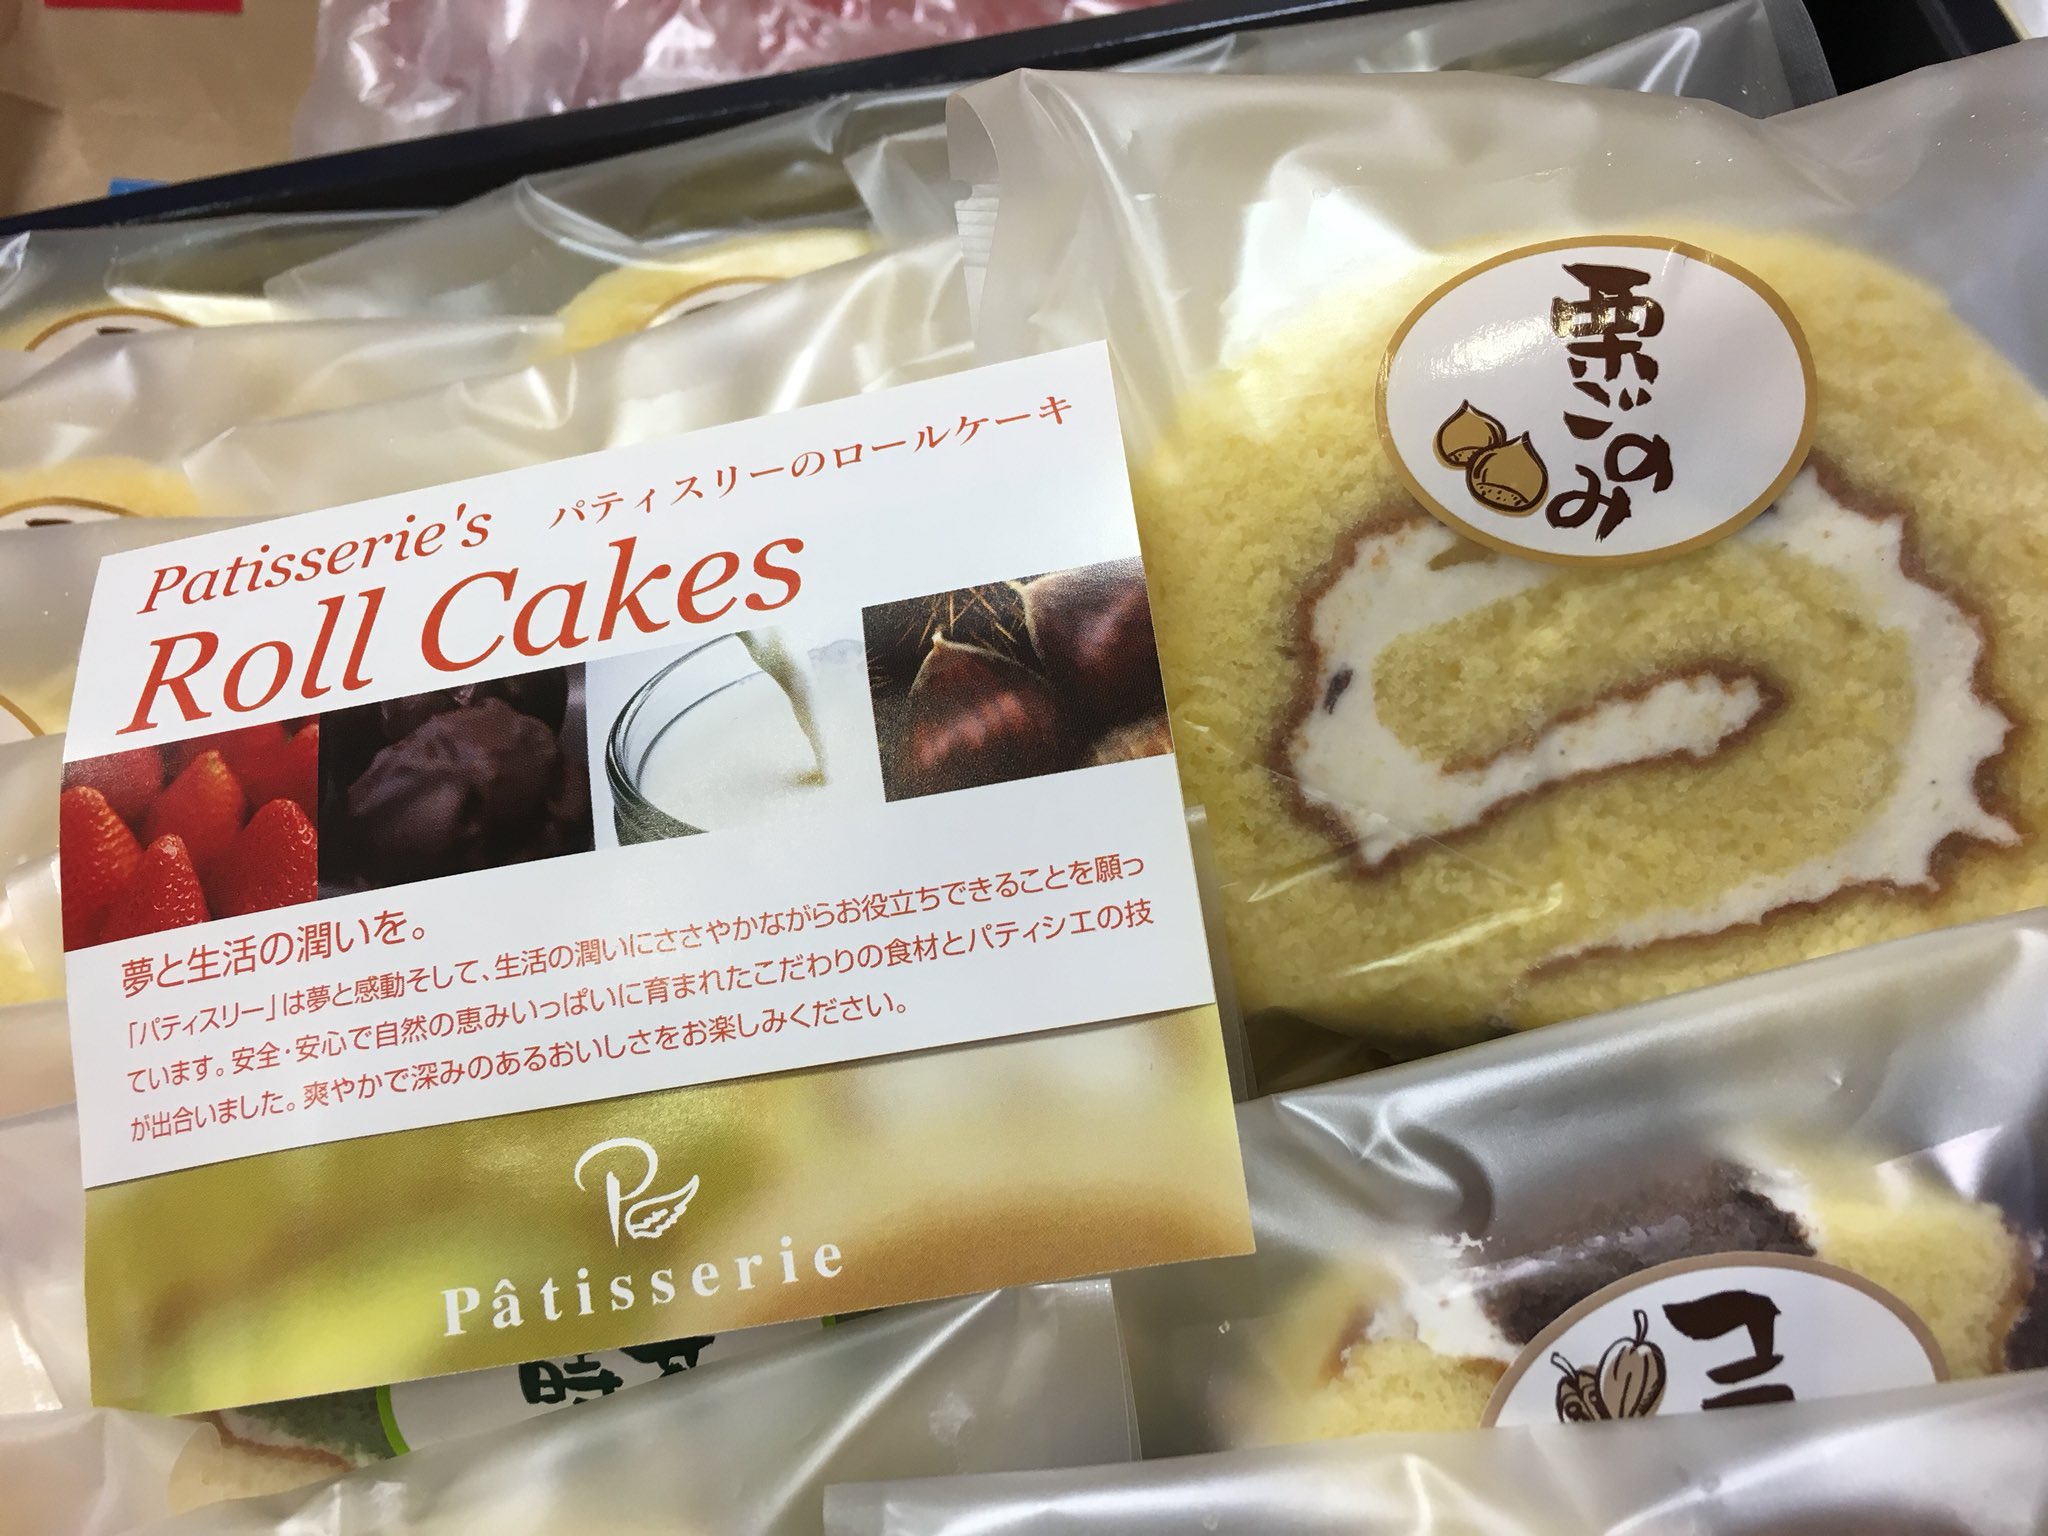 Patisserie's パティスリーのロールケーキ
Roll Cakes
夢と生活の潤いを。
「パティスリー」は夢と感動そして、生活の潤いにささやかながらお役立ちできることを願っ
ています。安全・安心で自然の恵みいっぱいに育まれたこだわりの食材とパティシエの技
が出合いました。爽やかで深みのあるおいしさをお楽しみください。
Pâtisserie
栗ごのみ
コ